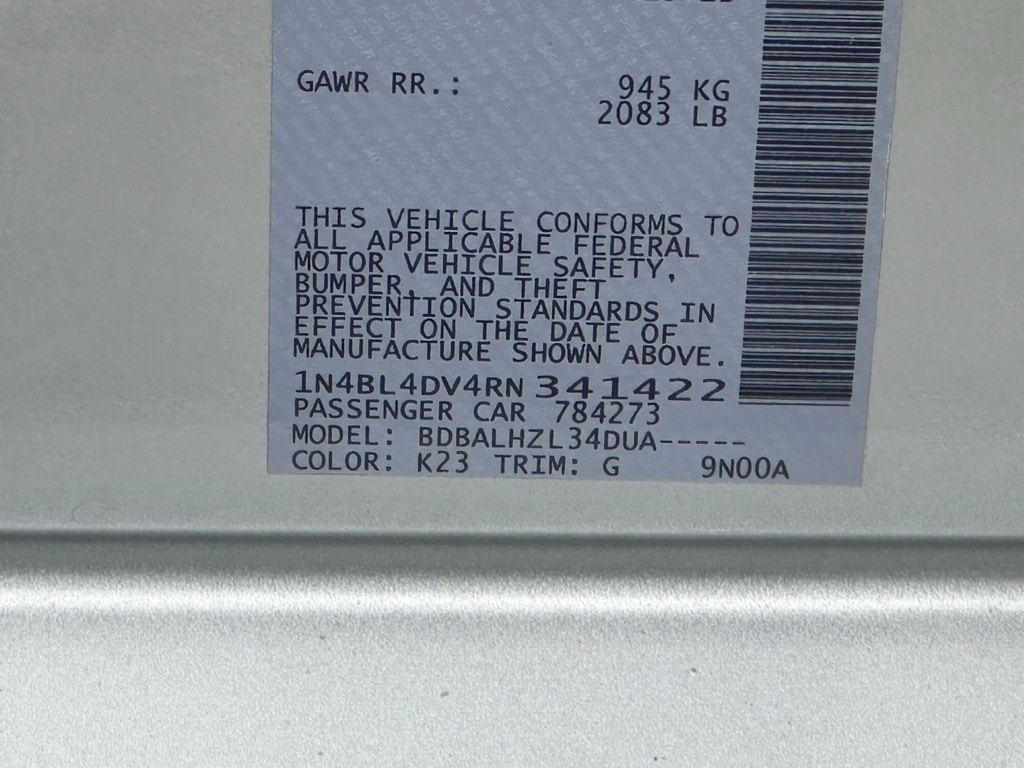 GAWR RR.: 945 KG
2083 LB
THIS VEHICLE CONFORMS TO
ALL APPLICABLE FEDERAL
MOTOR VEHICLE SAFETY,
BUMPER, AND THEFT
PREVENTION STANDARDS IN
EFFECT ON THE DATE OF
MANUFACTURE SHOWN ABOVE.
1N4BL4DV4RN341422
PASSENGER CAR 784273
MODEL: BDBALHZL34DUA-----
COLOR: K23 TRIM: G 9N00A